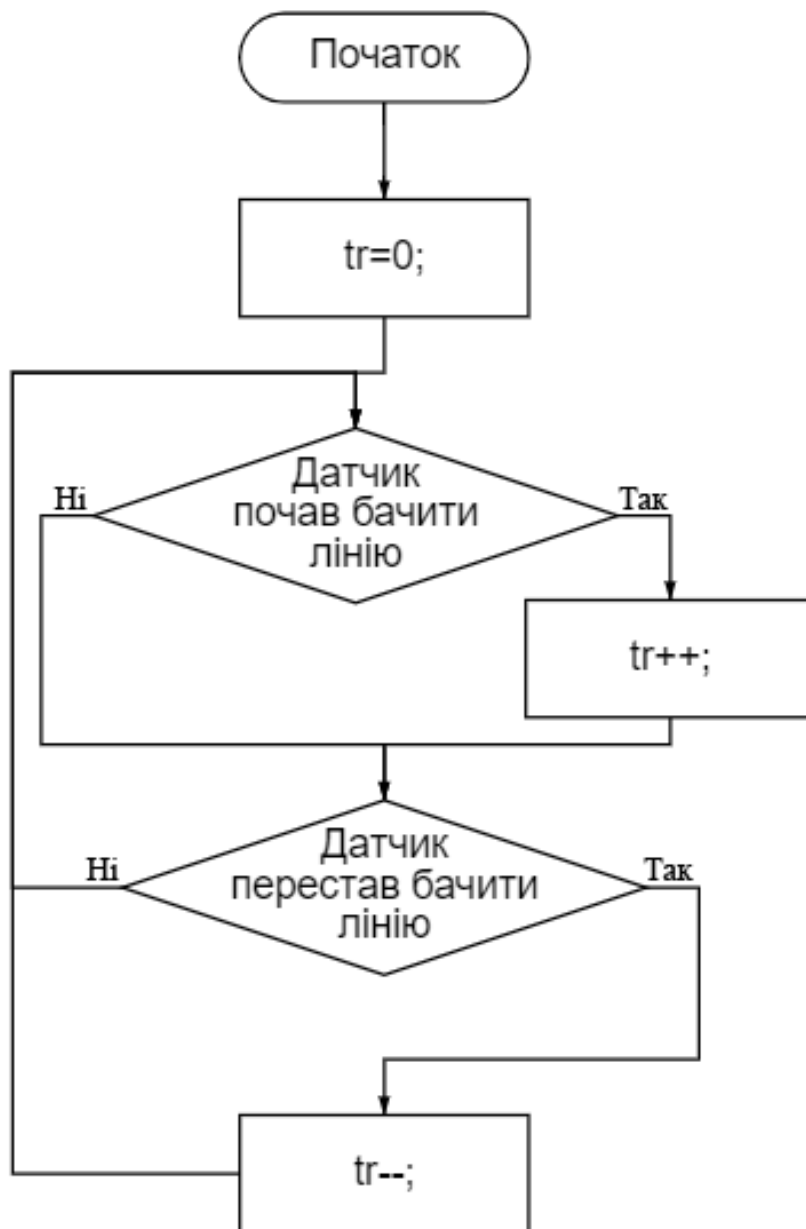 Початок
tr=0;
Датчик
почав бачити
лінію
Ні
Так
tr++;
Датчик
перестав бачити
лінію
Ні
Так
tr--;